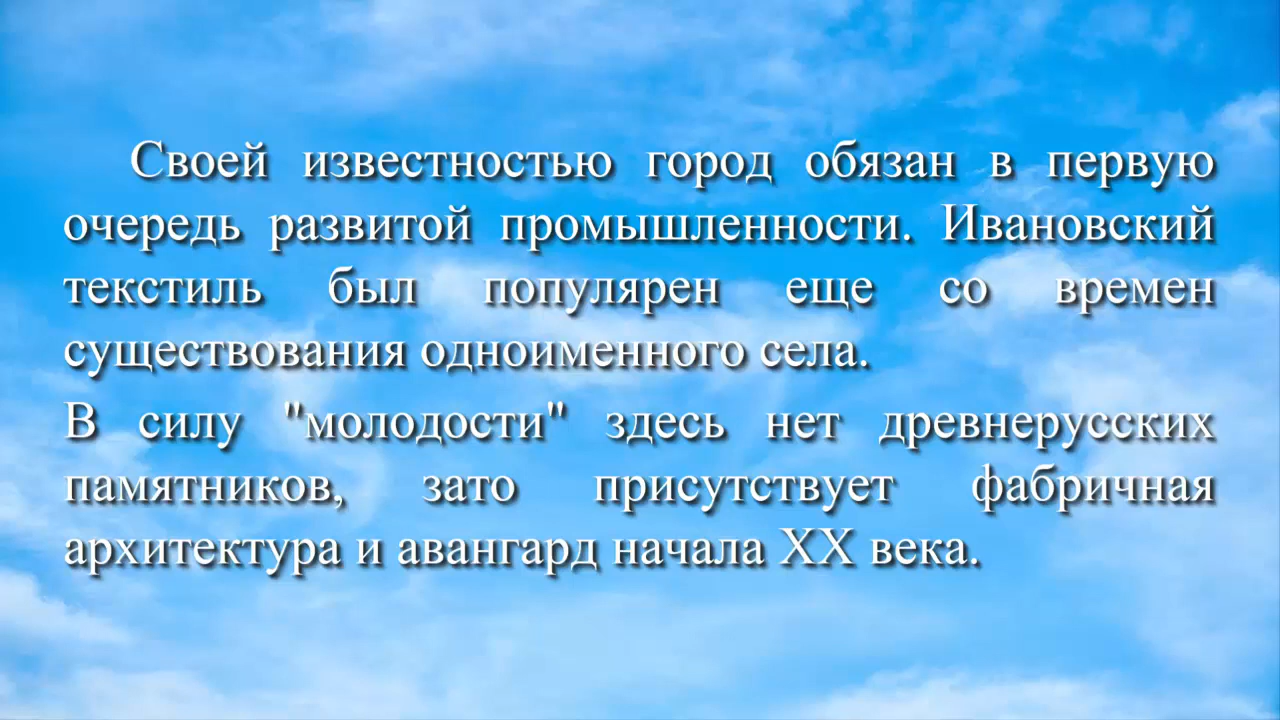 Своей известностью город обязан в первую
очередь развитой промышленности. Ивановский
текстиль был популярен еще со времен
существования одноименного села.
В силу "молодости" здесь нет древнерусских
памятников, зато присутствует фабричная
архитектура и авангард начала XX века.